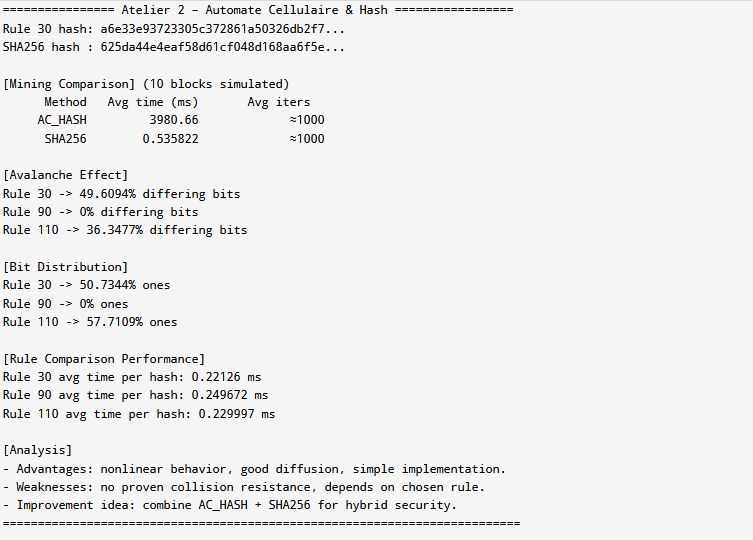 ================= Atelier 2 – Automate Cellulaire & Hash ==================
Rule 30 hash: a6e33e93723305c372861a50326db2f7...
SHA256 hash : 625da44e4eaf58d61cf048d168aa6f5e...

[Mining Comparison] (10 blocks simulated)
      Method   Avg time (ms)       Avg iters
     AC_HASH         3980.66           ≈1000
      SHA256        0.535822           ≈1000

[Avalanche Effect]
Rule 30 -> 49.6094% differing bits
Rule 90 -> 0% differing bits
Rule 110 -> 36.3477% differing bits

[Bit Distribution]
Rule 30 -> 50.7344% ones
Rule 90 -> 0% ones
Rule 110 -> 57.7109% ones

[Rule Comparison Performance]
Rule 30 avg time per hash: 0.22126 ms
Rule 90 avg time per hash: 0.249672 ms
Rule 110 avg time per hash: 0.229997 ms

[Analysis]
- Advantages: nonlinear behavior, good diffusion, simple implementation.
- Weaknesses: no proven collision resistance, depends on chosen rule.
- Improvement idea: combine AC_HASH + SHA256 for hybrid security.
===========================================================================